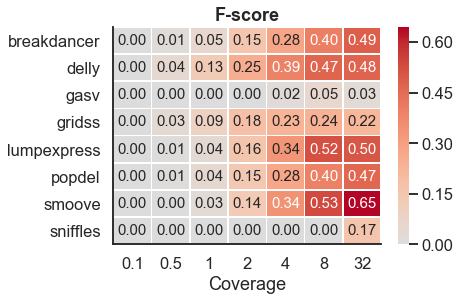 F-score
breakdancer 0.00 0.01 0.05 0.15 0.28 0.40 0.49
delly 0.00 0.04 0.13 0.25 0.39 0.47 0.48
gasv 0.00 0.00 0.00 0.00 0.02 0.05 0.03
gridss 0.00 0.03 0.09 0.18 0.23 0.24 0.22
lumpexpress 0.00 0.01 0.04 0.16 0.34 0.52 0.50
popdel 0.00 0.01 0.04 0.15 0.28 0.40 0.47
smoove 0.00 0.00 0.03 0.14 0.34 0.53 0.65
sniffles 0.00 0.00 0.00 0.00 0.00 0.00 0.17
0.1 0.5 1 2 4 8 32
Coverage
0.60
0.45
0.30
0.15
0.00